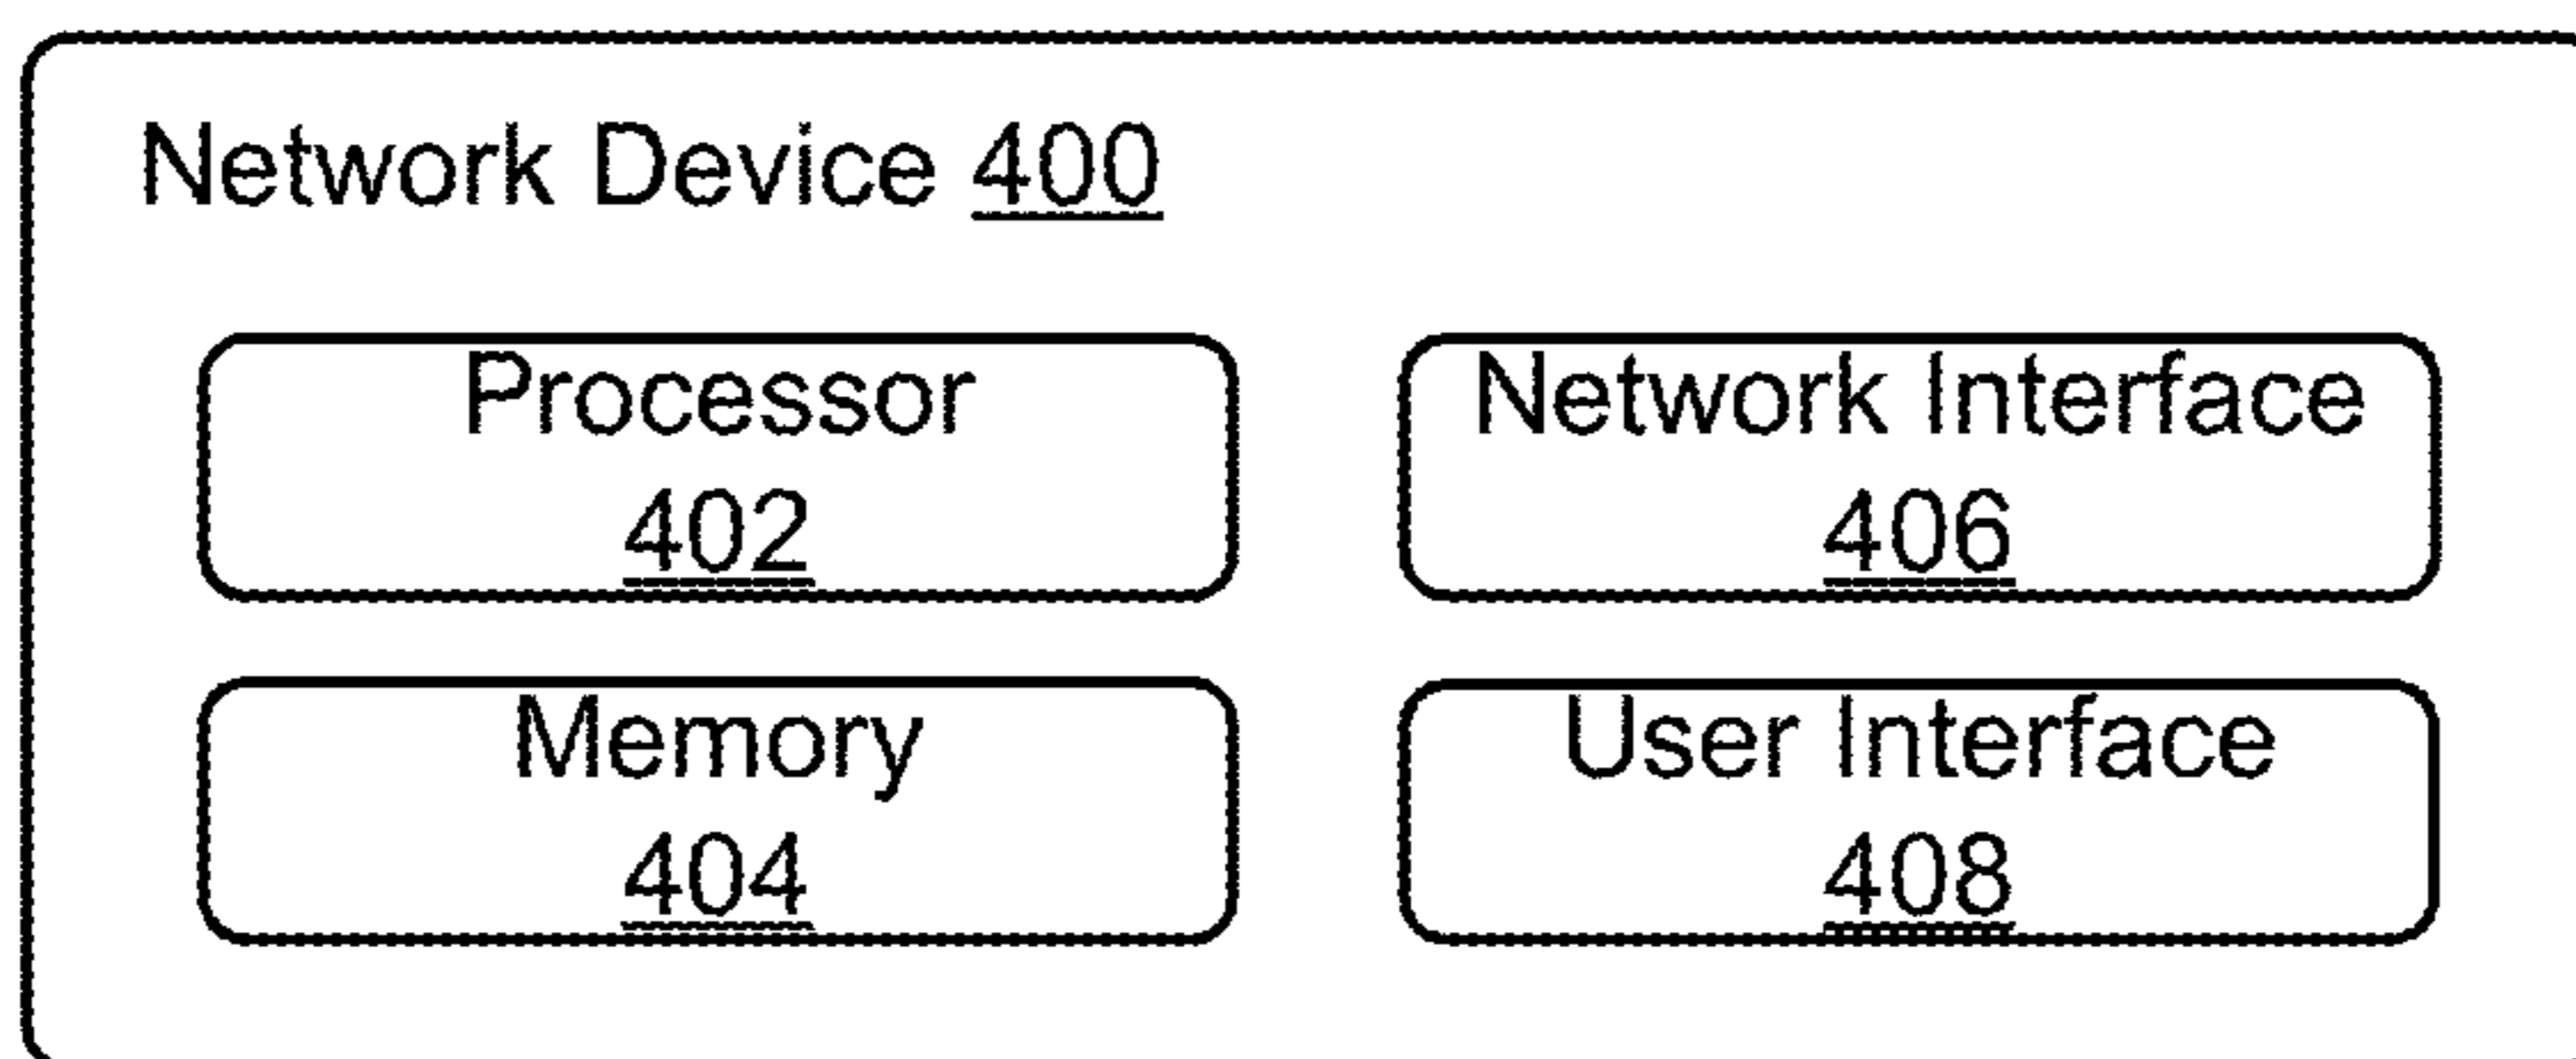 Network Device 400
Processor
402
Network Interface
406
Memory
404
User Interface
408